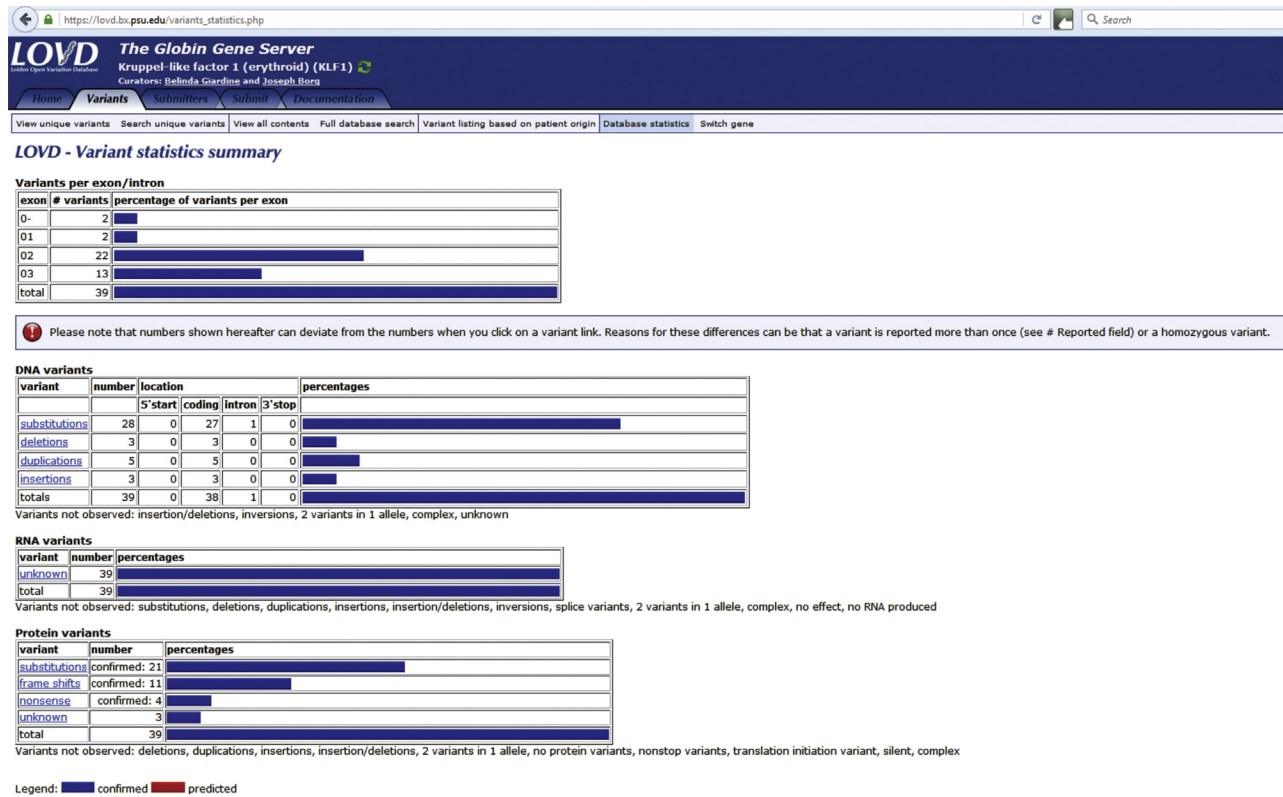 https://lovd.bx.psu.edu/variants_statistics.php
Search
LOVD
Leiden Open Variation Database
The Globin Gene Server
Kruppel-like factor 1 (erythroid) (KLF1)
Curators: Belinda Giardine and Joseph Borg
Home Variants Submitters Submit Documentation
View unique variants Search unique variants View all contents Full database search Variant listing based on patient origin Database statistics Switch gene
LOVD - Variant statistics summary
Variants per exon/intron
exon # variants percentage of variants per exon
0- 2
01 2
02 22
03 13
total 39
Please note that numbers shown hereafter can deviate from the numbers when you click on a variant link. Reasons for these differences can be that a variant is reported more than once (see # Reported field) or a homozygous variant.
DNA variants
variant number location percentages
5'start coding intron 3'stop
substitutions 28 0 27 1 0
deletions 3 0 3 0 0
duplications 5 0 5 0 0
insertions 3 0 3 0 0
totals 39 0 38 1 0
Variants not observed: insertion/deletions, inversions, 2 variants in 1 allele, complex, unknown
RNA variants
variant number percentages
unknown 39
total 39
Variants not observed: substitutions, deletions, duplications, insertions, insertion/deletions, inversions, splice variants, 2 variants in 1 allele, complex, no effect, no RNA produced
Protein variants
variant number percentages
substitutions confirmed: 21
frame shifts confirmed: 11
nonsense confirmed: 4
unknown 3
total 39
Variants not observed: deletions, duplications, insertions, insertion/deletions, 2 variants in 1 allele, no protein variants, nonstop variants, translation initiation variant, silent, complex
Legend: confirmed predicted